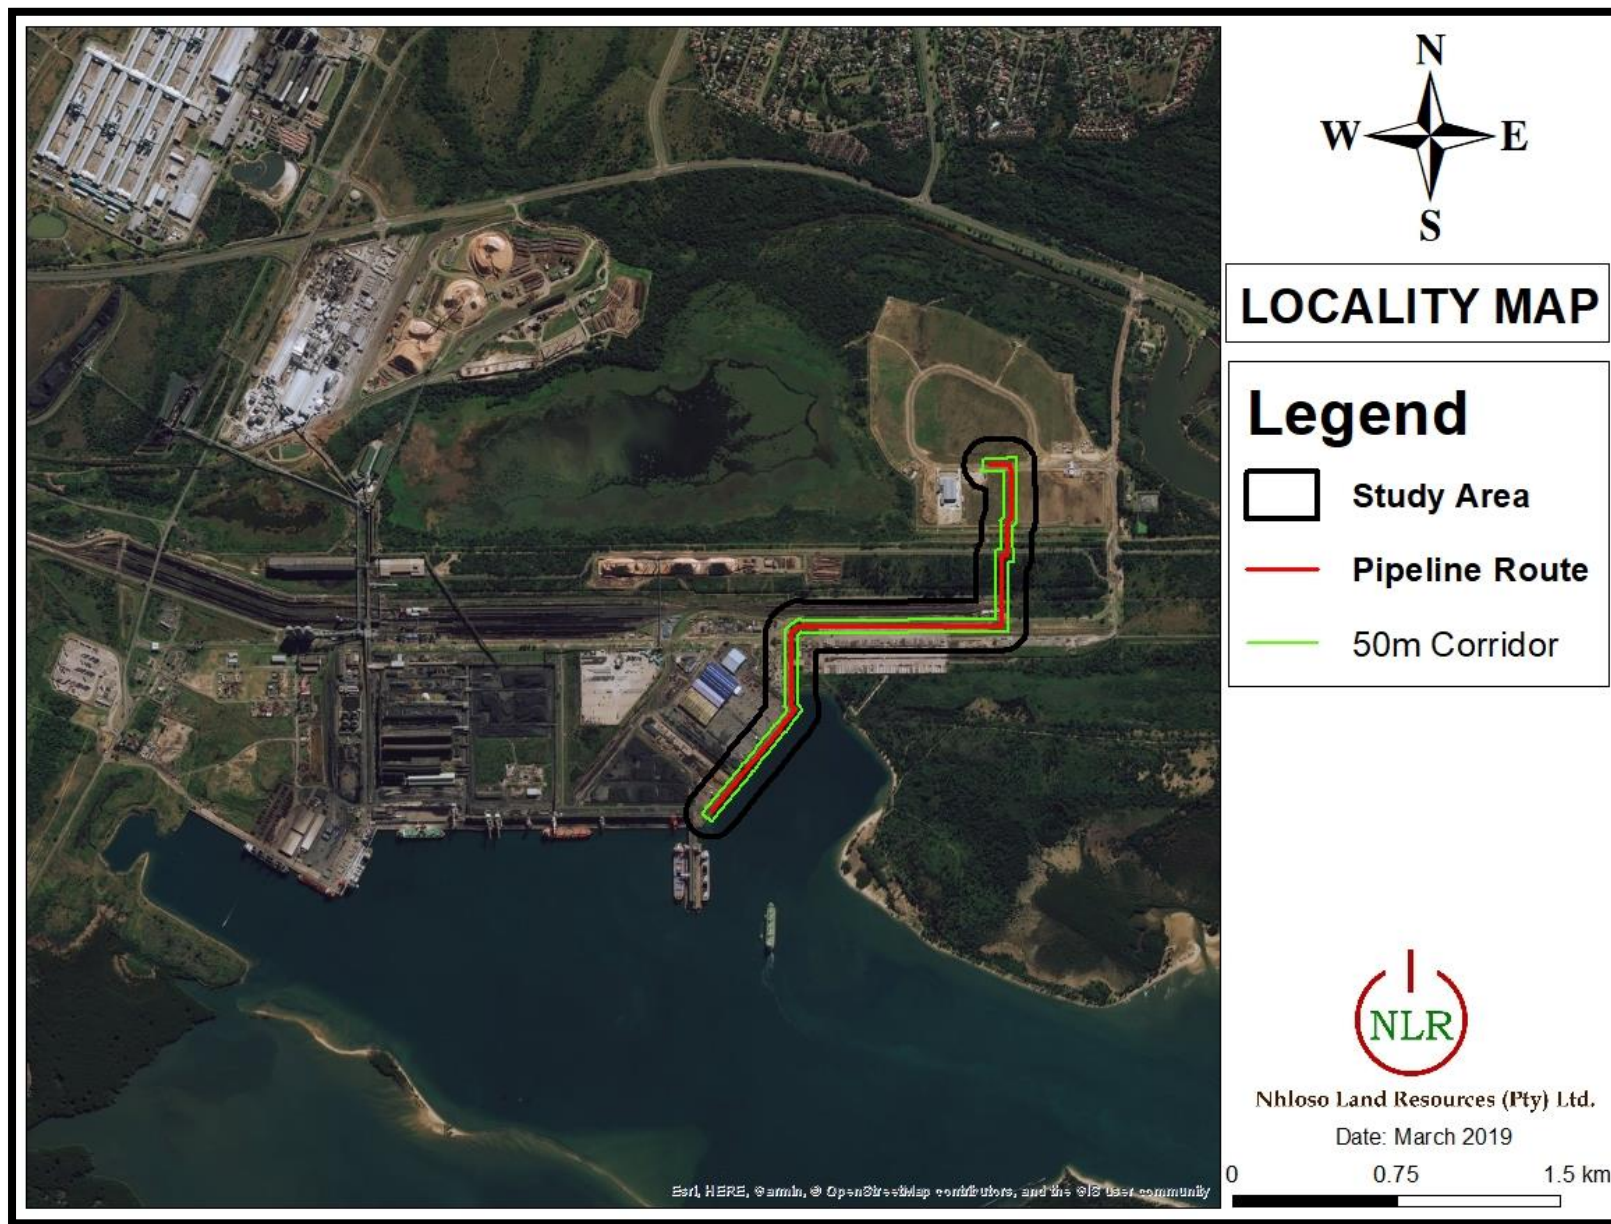 N
W E
S
LOCALITY MAP
Legend
Study Area
Pipeline Route
50m Corridor
NLR
Nhloso Land Resources (Pty) Ltd.
Date: March 2019
0 0.75 1.5 km
Esri, HERE, Garmin, © OpenStreetMap contributors, and the GIS user community